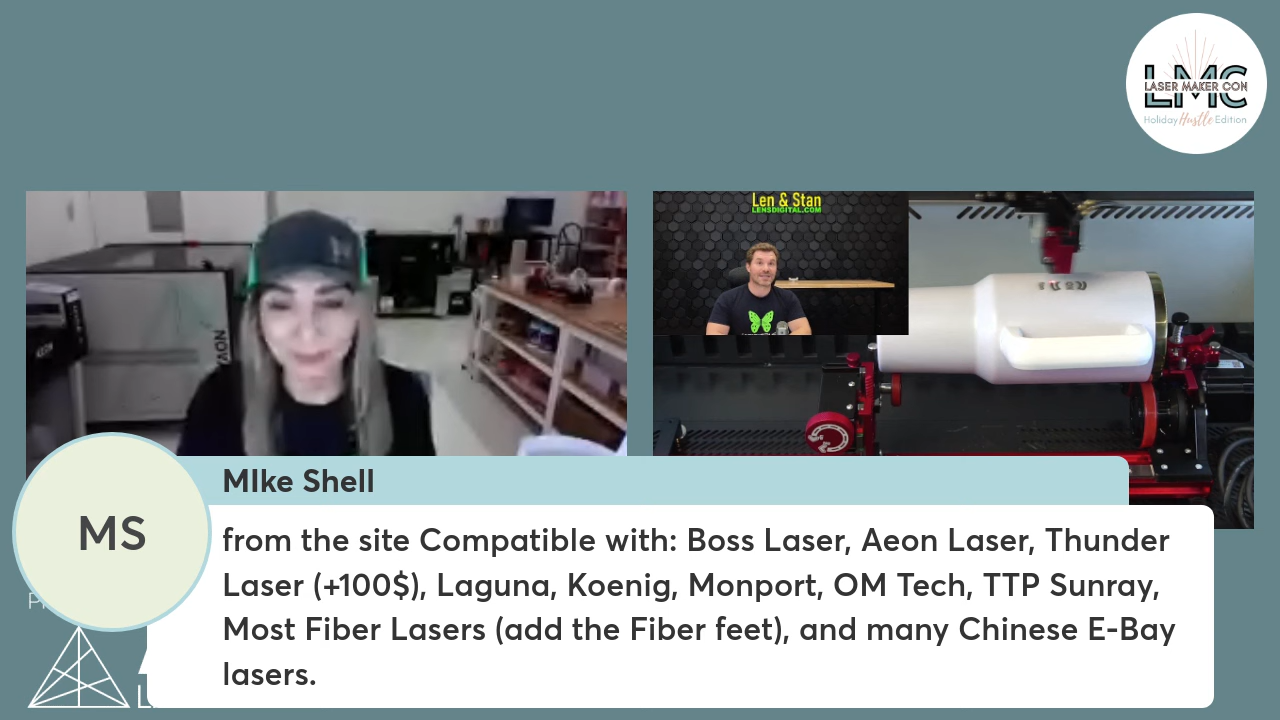 LMC
LASER MAKER CON
Holiday Hustle Edition
Len & Stan
LENSDIGITAL.COM
MIke Shell
MS
from the site Compatible with: Boss Laser, Aeon Laser, Thunder
Laser (+100$), Laguna, Koenig, Monport, OM Tech, TTP Sunray,
Most Fiber Lasers (add the Fiber feet), and many Chinese E-Bay
lasers.